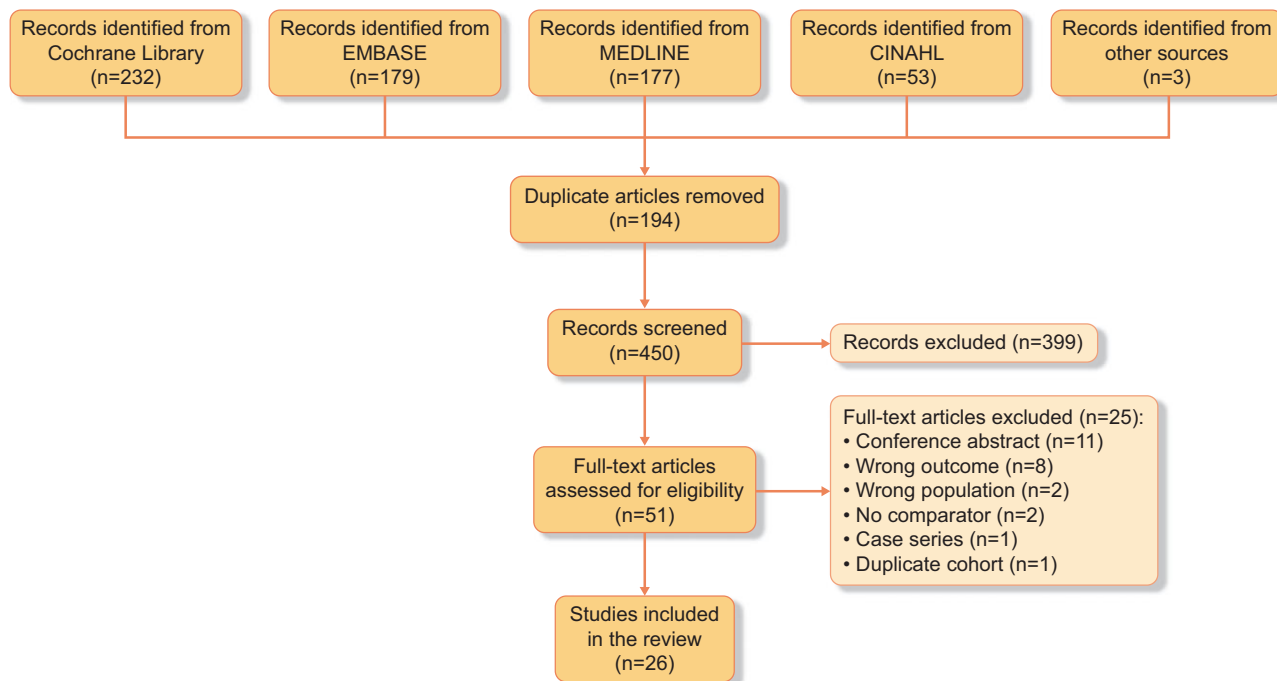 Records identified from
Cochrane Library
(n=232)
Records identified from
EMBASE
(n=179)
Records identified from
MEDLINE
(n=177)
Records identified from
CINAHL
(n=53)
Records identified from
other sources
(n=3)
Duplicate articles removed
(n=194)
Records screened
(n=450)
Records excluded (n=399)
Full-text articles
assessed for eligibility
(n=51)
Full-text articles excluded (n=25):
• Conference abstract (n=11)
• Wrong outcome (n=8)
• Wrong population (n=2)
• No comparator (n=2)
• Case series (n=1)
• Duplicate cohort (n=1)
Studies included
in the review
(n=26)